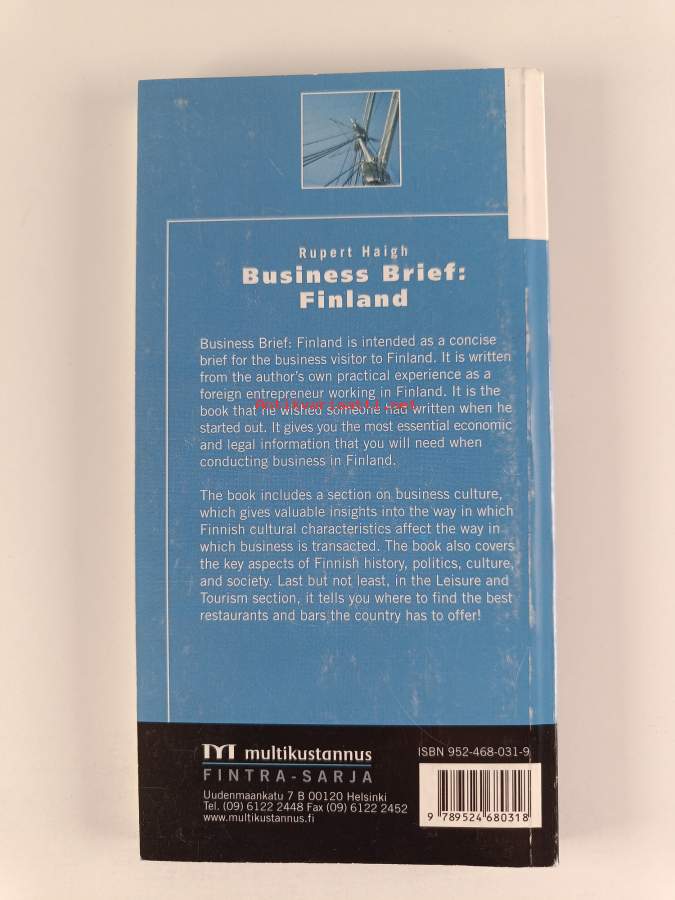 Rupert Haigh
Business Brief:
Finland
Business Brief: Finland is intended as a concise
brief for the business visitor to Finland. It is written
from the author's own practical experience as a
foreign entrepreneur working in Finland. It is the
book that he wished someone had written when he
Antikvariaatti.net
started out. It gives you the most essential economic
and legal information that you will need when
conducting business in Finland.
The book includes a section on business culture,
which gives valuable insights into the way in which
Finnish cultural characteristics affect the way in
which business is transacted. The book also covers
the key aspects of Finnish history, politics, culture,
and society. Last but not least, in the Leisure and
Tourism section, it tells you where to find the best
restaurants and bars the country has to offer!
m multikustannus
FINTRA-SARJA
Uudenmaankatu 7 B 00120 Helsinki
Tel. (09) 6122 2448 Fax (09) 6122 2452
www.multikustannus.fi
ISBN 952-468-031-9
9 789524 680318